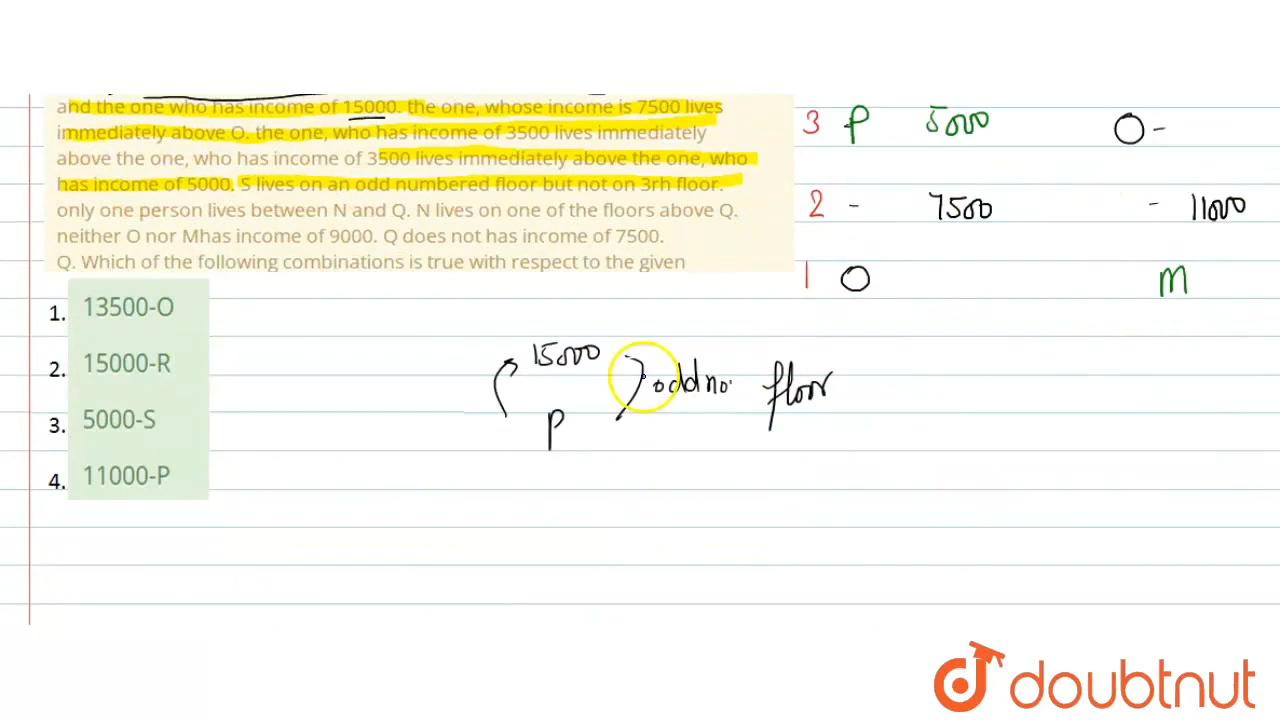 and the one who has income of 15000. the one, whose income is 7500 lives
immediately above O. the one, who has income of 3500 lives immediately
above the one, who has income of 3500 lives immediately above the one, who
has income of 5000. S lives on an odd numbered floor but not on 3rh floor.
only one person lives between N and Q. N lives on one of the floors above Q.
neither O nor Mhas income of 9000. Q does not has income of 7500.
Q. Which of the following combinations is true with respect to the given
1. 13500-O
2. 15000-R
3. 5000-S
4. 11000-P
3 P 5000 O -
2 - 7500 - 11000
1 O M
15000
odd no. floor
P
doubtnut